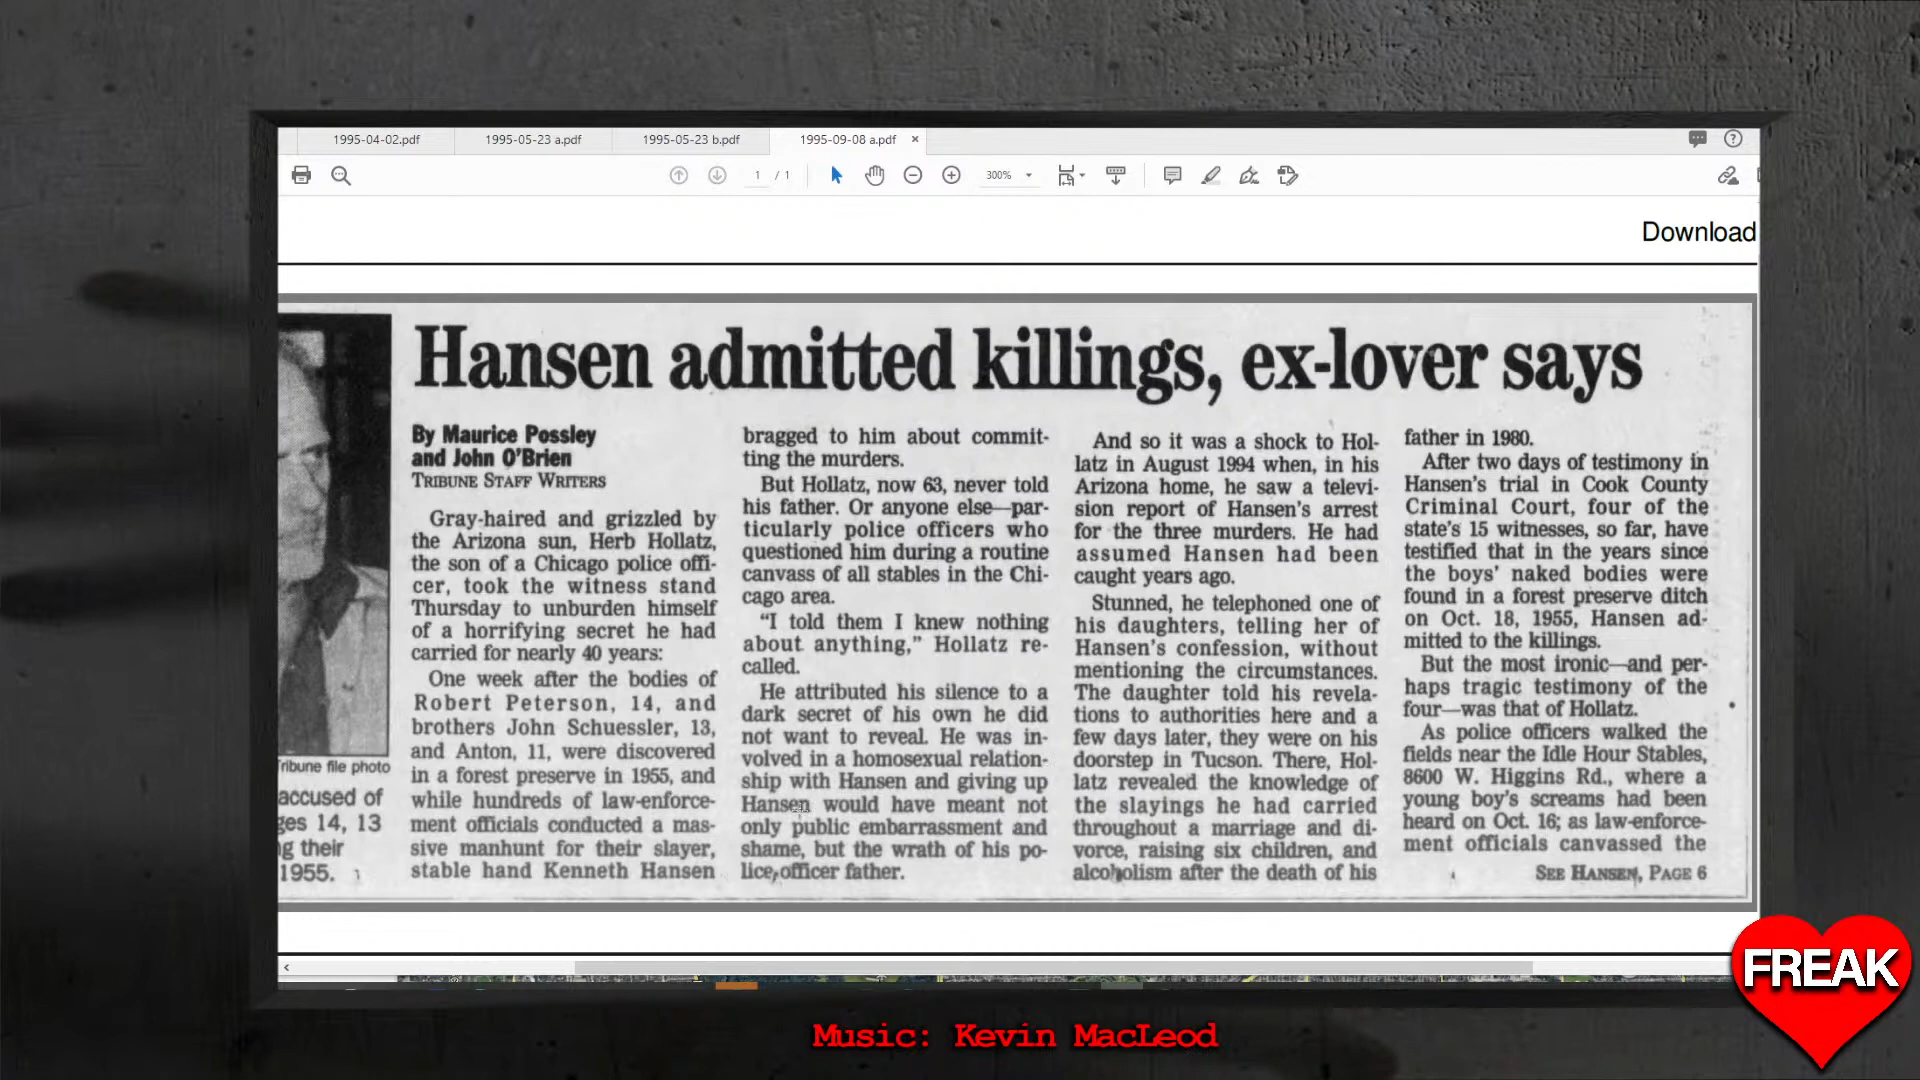 1995-04-02.pdf 1995-05-23 a.pdf 1995-05-23 b.pdf 1995-09-08 a.pdf ×
1 / 1 300%
Download
Hansen admitted killings, ex-lover says
Tribune file photo
accused of
ges 14, 13
g their
1955.
By Maurice Possley
and John O'Brien
TRIBUNE STAFF WRITERS
Gray-haired and grizzled by
the Arizona sun, Herb Hollatz,
the son of a Chicago police offi-
cer, took the witness stand
Thursday to unburden himself
of a horrifying secret he had
carried for nearly 40 years:
One week after the bodies of
Robert Peterson, 14, and
brothers John Schuessler, 13,
and Anton, 11, were discovered
in a forest preserve in 1955, and
while hundreds of law-enforce-
ment officials conducted a mas-
sive manhunt for their slayer,
stable hand Kenneth Hansen
bragged to him about commit-
ting the murders.
But Hollatz, now 63, never told
his father. Or anyone else—par-
ticularly police officers who
questioned him during a routine
canvass of all stables in the Chi-
cago area.
"I told them I knew nothing
about anything," Hollatz re-
called.
He attributed his silence to a
dark secret of his own he did
not want to reveal. He was in-
volved in a homosexual relation-
ship with Hansen and giving up
Hansen would have meant not
only public embarrassment and
shame, but the wrath of his po-
lice officer father.
And so it was a shock to Hol-
latz in August 1994 when, in his
Arizona home, he saw a televi-
sion report of Hansen's arrest
for the three murders. He had
assumed Hansen had been
caught years ago.
Stunned, he telephoned one of
his daughters, telling her of
Hansen's confession, without
mentioning the circumstances.
The daughter told his revela-
tions to authorities here and a
few days later, they were on his
doorstep in Tucson. There, Hol-
latz revealed the knowledge of
the slayings he had carried
throughout a marriage and di-
vorce, raising six children, and
alcoholism after the death of his
father in 1980.
After two days of testimony in
Hansen's trial in Cook County
Criminal Court, four of the
state's 15 witnesses, so far, have
testified that in the years since
the boys' naked bodies were
found in a forest preserve ditch
on Oct. 18, 1955, Hansen ad-
mitted to the killings.
But the most ironic—and per-
haps tragic testimony of the
four—was that of Hollatz.
As police officers walked the
fields near the Idle Hour Stables,
8600 W. Higgins Rd., where a
young boy's screams had been
heard on Oct. 16; as law-enforce-
ment officials canvassed the
SEE HANSEN, PAGE 6
FREAK
Music: Kevin MacLeod